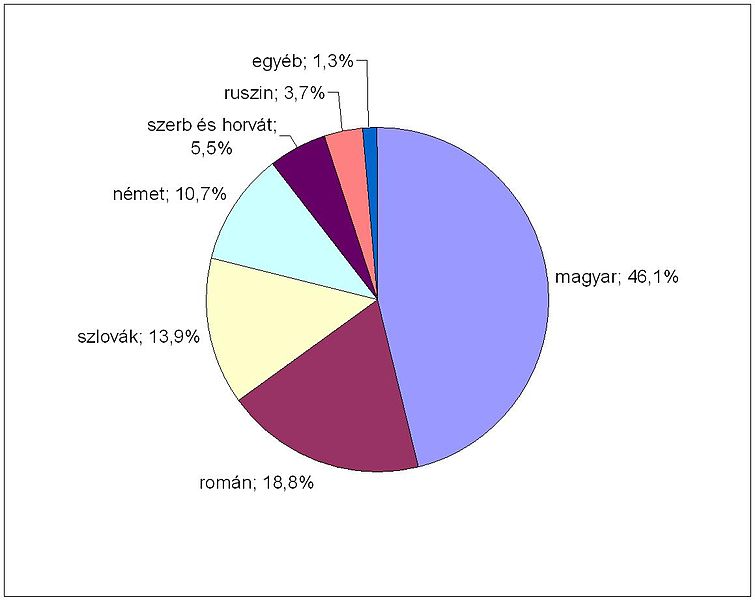 egyéb; 1,3%
ruszin; 3,7%
szerb és horvát;
5,5%
német; 10,7%
magyar; 46,1%
szlovák; 13,9%
román; 18,8%